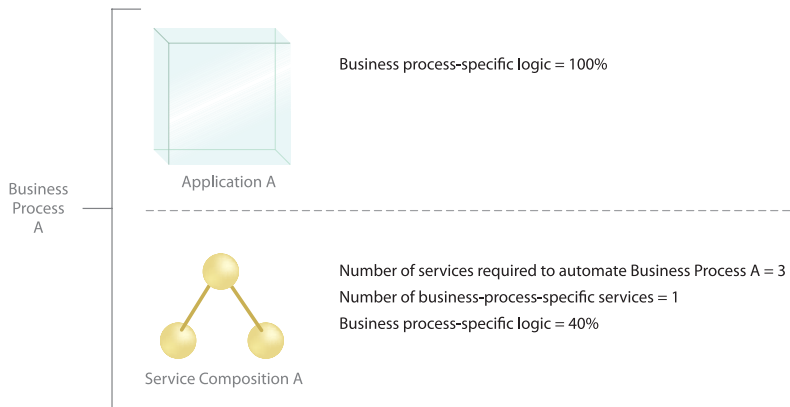 Business process-specific logic = 100%
Application A
Business
Process
A
Number of services required to automate Business Process A = 3
Number of business-process-specific services = 1
Business process-specific logic = 40%
Service Composition A